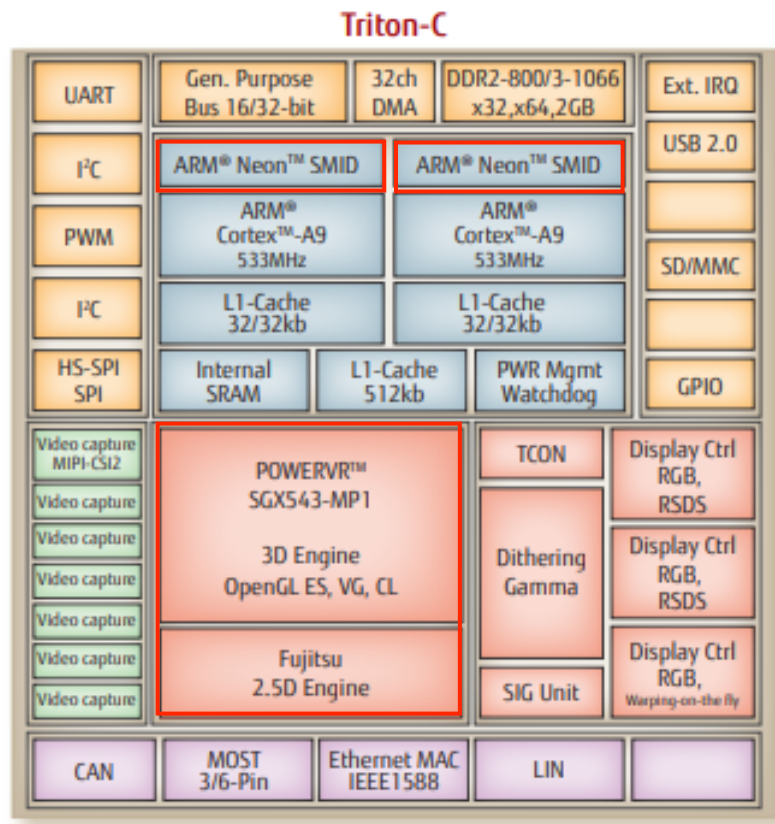 Triton-C
UART
Gen. Purpose
Bus 16/32-bit
32ch
DMA
DDR2-800/3-1066
x32,x64,2GB
Ext. IRQ
I²C
ARM® Neon™ SMID
ARM® Neon™ SMID
USB 2.0
PWM
ARM®
Cortex™-A9
533MHz
ARM®
Cortex™-A9
533MHz
SD/MMC
I²C
L1-Cache
32/32kb
L1-Cache
32/32kb
HS-SPI
SPI
Internal
SRAM
L1-Cache
512kb
PWR Mgmt
Watchdog
GPIO
Video capture
MIPI-CSI2
Video capture
Video capture
Video capture
Video capture
Video capture
Video capture
POWERVR™
SGX543-MP1
3D Engine
OpenGL ES, VG, CL
Fujitsu
2.5D Engine
TCON
Dithering
Gamma
SIG Unit
Display Ctrl
RGB,
RSDS
Display Ctrl
RGB,
RSDS
Display Ctrl
RGB,
Warping-on-the fly
CAN
MOST
3/6-Pin
Ethernet MAC
IEEE1588
LIN